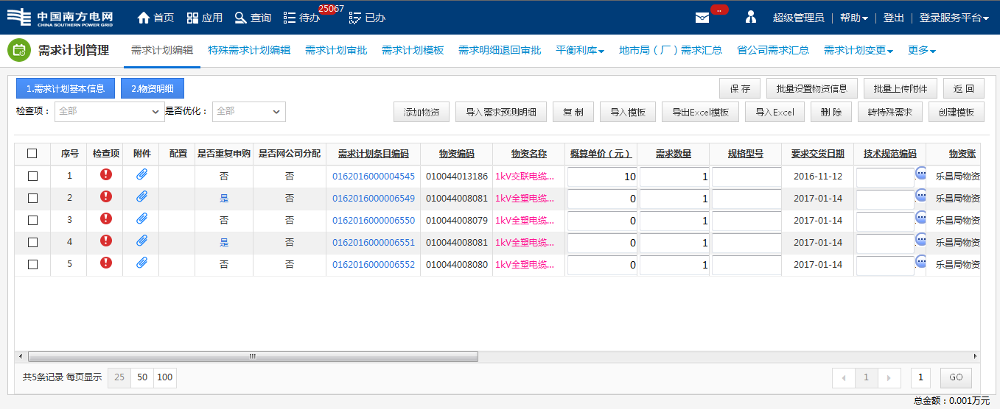 中国南方电网 首页 应用 查询 待办 25067 已办 .. 超级管理员 帮助 登出 登录服务平台
CHINA SOUTHERN POWER GRID
需求计划管理 需求计划编辑 特殊需求计划编辑 需求计划审批 需求计划模板 需求明细退回审批 平衡利库 地市局（厂）需求汇总 省公司需求汇总 需求计划变更 更多
1.需求计划基本信息 2.物资明细 保 存 批量设置物资信息 批量上传附件 返 回
检查项： 全部 是否优化： 全部 添加物资 导入需求预测明细 复 制 导入模板 导出Excel模板 导入Excel 删 除 转特殊需求 创建模板
序号 检查项 附件 配置 是否重复申购 是否网公司分配 需求计划条目编码 物资编码 物资名称 概算单价（元） 需求数量 规格型号 要求交货日期 技术规范编码 物资账
1 否 否 0162016000004545 010044013186 1kV交联电缆... 10 1 2016-11-12 乐昌局物资
2 是 否 0162016000006549 010044008081 1kV全塑电缆... 0 1 2017-01-14 乐昌局物资
3 否 否 0162016000006550 010044008079 1kV全塑电缆... 0 1 2017-01-14 乐昌局物资
4 是 否 0162016000006551 010044008081 1kV全塑电缆... 0 1 2017-01-14 乐昌局物资
5 否 否 0162016000006552 010044008080 1kV全塑电缆... 0 1 2017-01-14 乐昌局物资
共5条记录 每页显示 25 50 100 1 1 GO
总金额：0.001万元